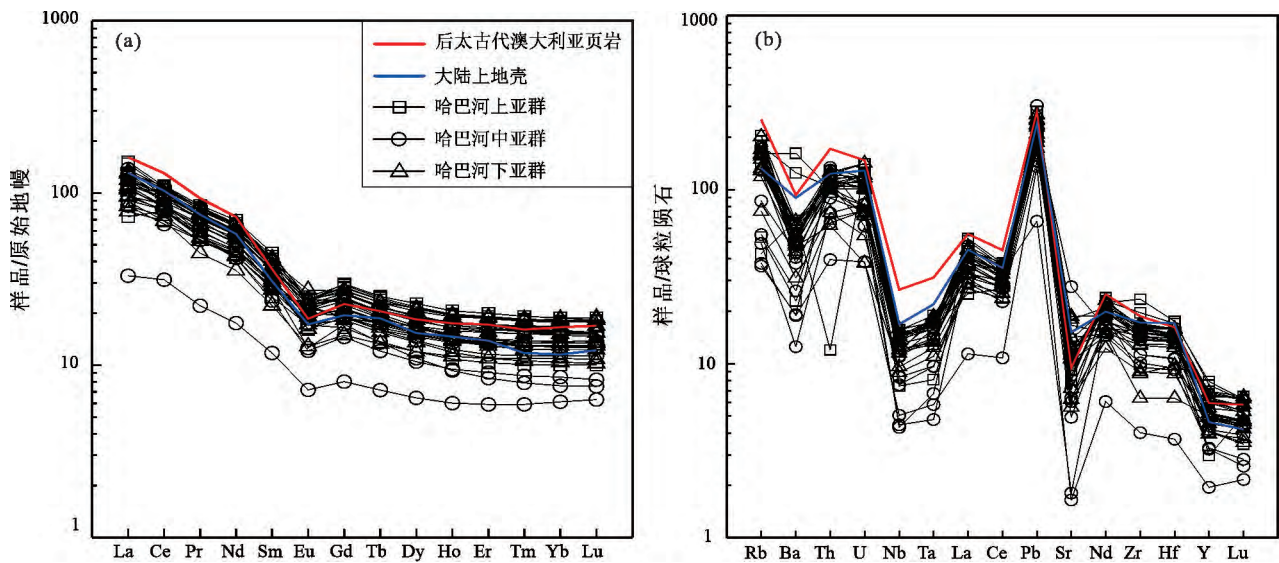 (a)
1000
100
10
1
样品/原始地幔
后太古代澳大利亚页岩
大陆上地壳
哈巴河上亚群
哈巴河中亚群
哈巴河下亚群
La Ce Pr Nd Sm Eu Gd Tb Dy Ho Er Tm Yb Lu
(b)
1000
100
10
1
样品/球粒陨石
Rb Ba Th U Nb Ta La Ce Pb Sr Nd Zr Hf Y Lu